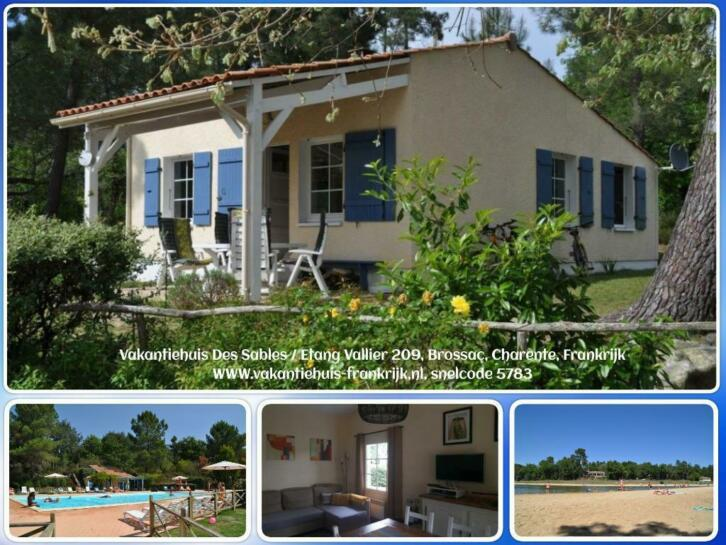 Vakantiehuis Des Sables / Etang Vallier 209, Brossac, Charente, Frankrijk
WWW.vakantiehuis-frankrijk.nl, snelcode 5783